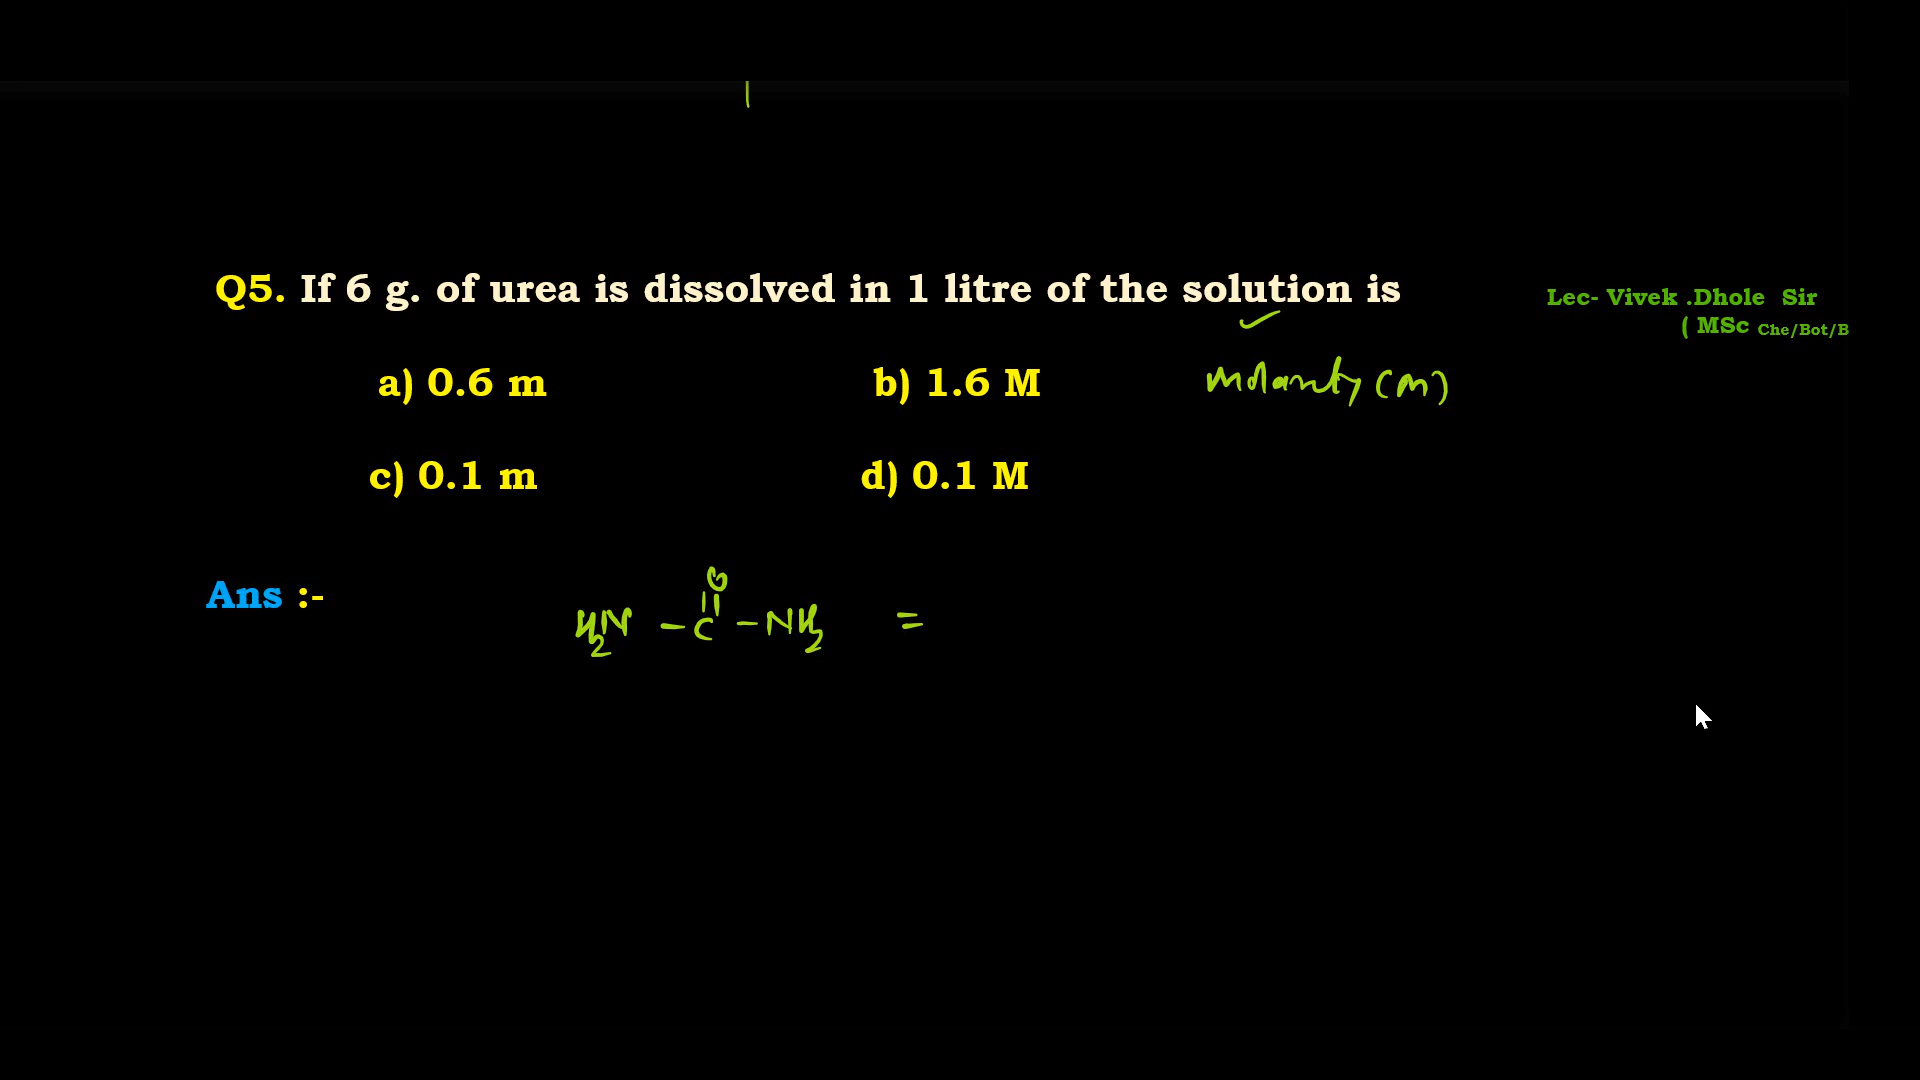 Q5. If 6 g. of urea is dissolved in 1 litre of the solution is
Lec- Vivek .Dhole Sir
( MSc Che/Bot/B
a) 0.6 m b) 1.6 M
Molarity (M)
c) 0.1 m d) 0.1 M
Ans :-
O
H₂N - C - NH₂ =